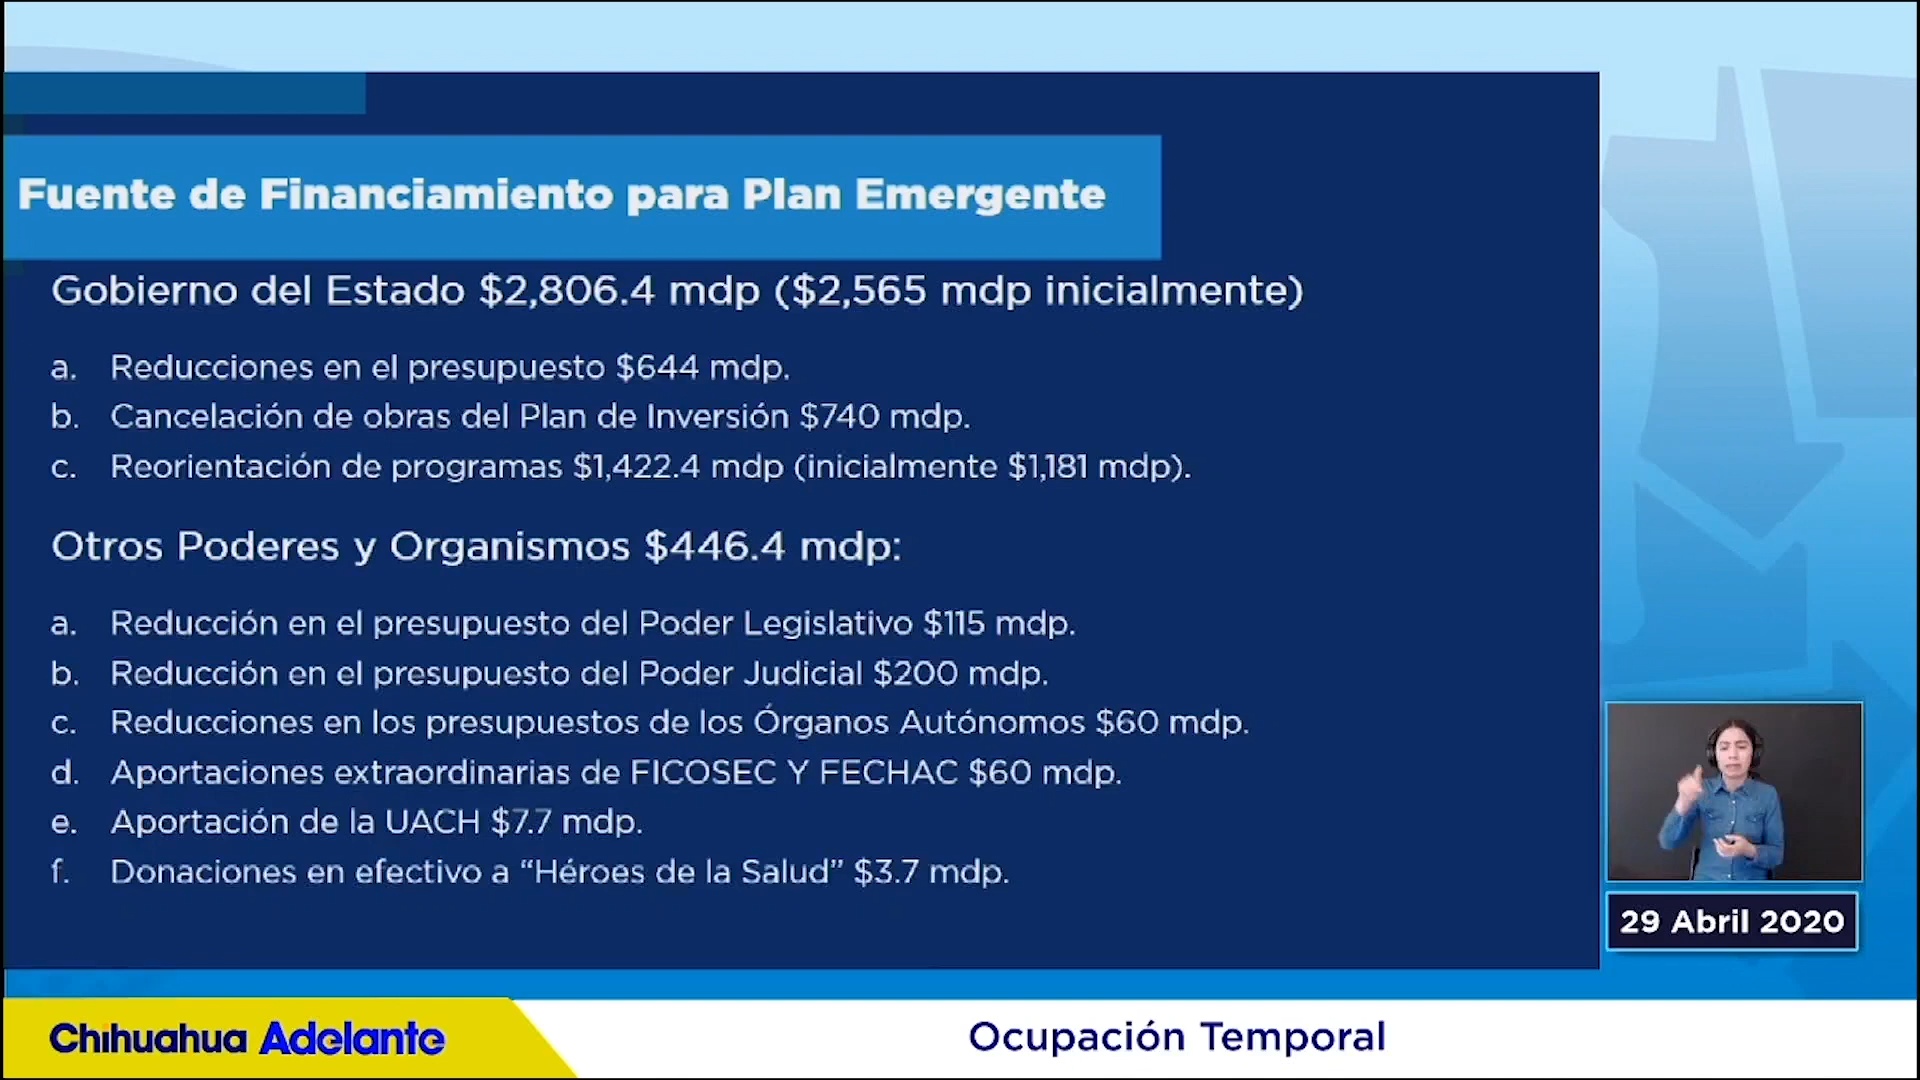 Fuente de Financiamiento para Plan Emergente
Gobierno del Estado $2,806.4 mdp ($2,565 mdp inicialmente)
a. Reducciones en el presupuesto $644 mdp.
b. Cancelación de obras del Plan de Inversión $740 mdp.
c. Reorientación de programas $1,422.4 mdp (inicialmente $1,181 mdp).
Otros Poderes y Organismos $446.4 mdp:
a. Reducción en el presupuesto del Poder Legislativo $115 mdp.
b. Reducción en el presupuesto del Poder Judicial $200 mdp.
c. Reducciones en los presupuestos de los Órganos Autónomos $60 mdp.
d. Aportaciones extraordinarias de FICOSEC Y FECHAC $60 mdp.
e. Aportación de la UACH $7.7 mdp.
f. Donaciones en efectivo a “Héroes de la Salud” $3.7 mdp.
29 Abril 2020
Chihuahua Adelante
Ocupación Temporal